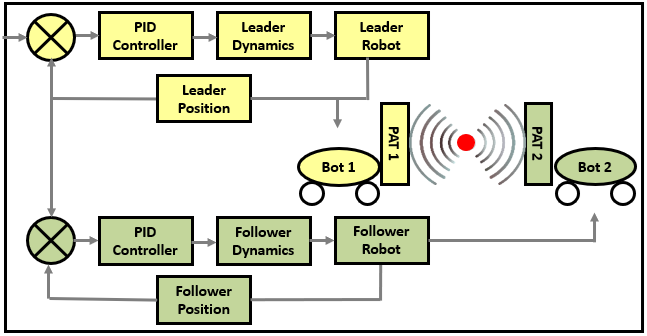 PID
Controller
Leader
Dynamics
Leader
Robot
Leader
Position
PAT 1
PAT 2
Bot 1
Bot 2
PID
Controller
Follower
Dynamics
Follower
Robot
Follower
Position